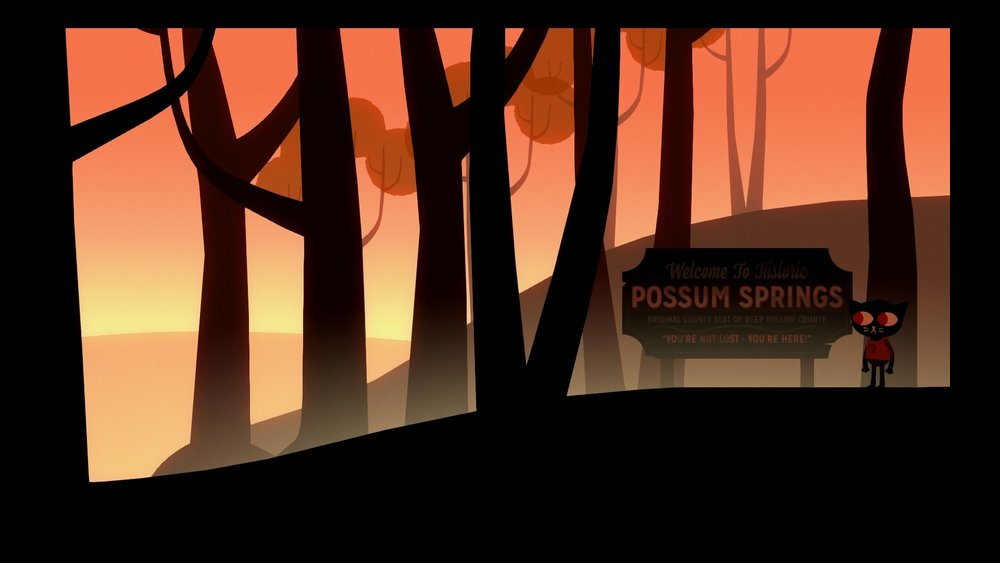 Welcome To Historic
POSSUM SPRINGS
ORIGINAL COUNTY SEAT OF DEEP HOLLOW COUNTY
"YOU'RE NOT LOST - YOU'RE HERE!"